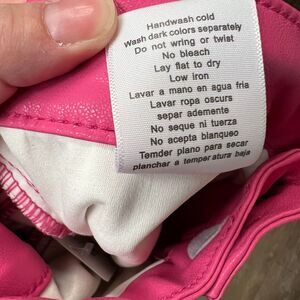 Handwash cold
Wash dark colors separately
Do not wring or twist
No bleach
Lay flat to dry
Low iron
Lavar a mano en agua fria
Lavar ropa oscurs
separ ademente
No seque ni tuerza
No acepta blanqueo
Temder plano para secar
planchar a temper atura baja